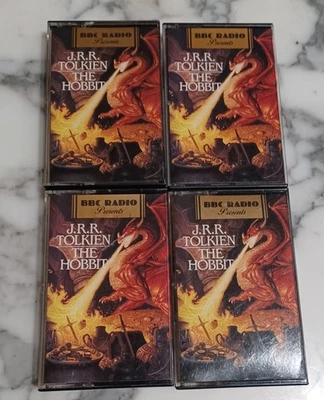 BBC RADIO
Presents
J.R.R.
TOLKIEN
THE
HOBBIT
BBC RADIO
Presents
J.R.R.
TOLKIEN
THE
HOBBIT
BBC RADIO
Presents
J.R.R.
TOLKIEN
THE
HOBBIT
BBC RADIO
Presents
J.R.R.
TOLKIEN
THE
HOBBIT